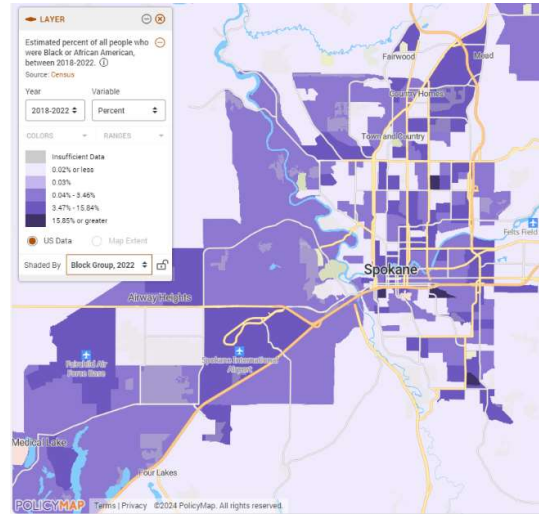 LAYER
Estimated percent of all people who
were Black or African American,
between 2018-2022.
Source: Census
Year
Variable
2018-2022
Percent
COLORS
RANGES
Insufficient Data
0.02% or less
0.03%
0.04% - 3.46%
3.47% - 15.84%
15.85% or greater
US Data
Map Extent
Shaded By
Block Group, 2022
Fairwood
Mead
Country Homes
Town and Country
Felts Field
Spokane
Airway Heights
Fairchild Air
Force Base
Spokane International
Airport
Medical Lake
Four Lakes
POLICYMAP
Terms | Privacy ©2024 PolicyMap. All rights reserved.